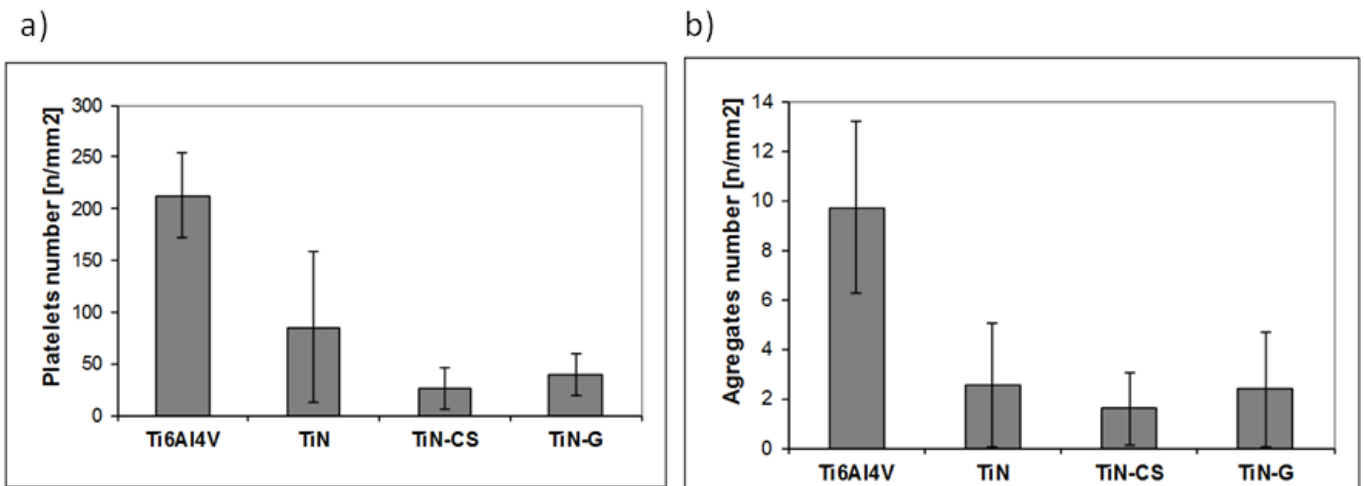 a)
b)
Platelets number [n/mm2]
300
250
200
150
100
50
0
Ti6Al4V TiN TiN-CS TiN-G
Agregates number [n/mm2]
14
12
10
8
6
4
2
0
Ti6Al4V TiN TiN-CS TiN-G